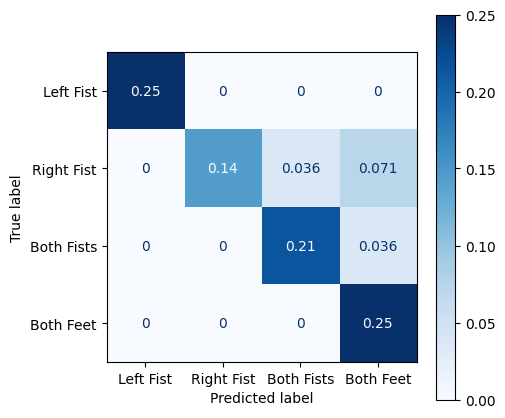 Left Fist 0.25 0 0 0
Right Fist 0 0.14 0.036 0.071
Both Fists 0 0 0.21 0.036
Both Feet 0 0 0 0.25
Left Fist Right Fist Both Fists Both Feet
Predicted label
True label
0.25
0.20
0.15
0.10
0.05
0.00